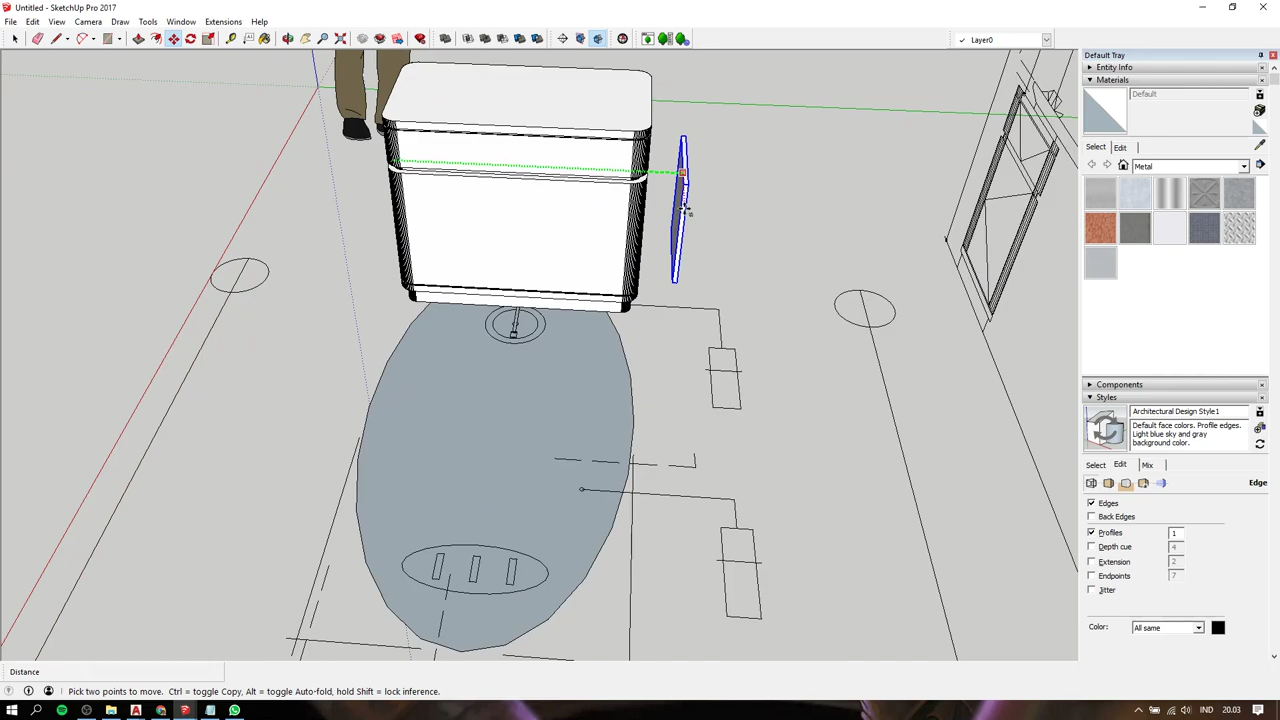 Untitled - SketchUp Pro 2017
File Edit View Camera Draw Tools Window Extensions Help
Layer0
Default Tray
Entity Info
Materials
Default
Select Edit
Metal
Components
Styles
Architectural Design Style1
Default face colors. Profile edges.
Light blue sky and gray
background color.
Select Edit Mix
Edge
Edges
Back Edges
Profiles 1
Depth cue 4
Extension 2
Endpoints 7
Jitter
Color: All same
Distance
Pick two points to move. Ctrl = toggle Copy, Alt = toggle Auto-fold, hold Shift = lock inference.
IND 20.03